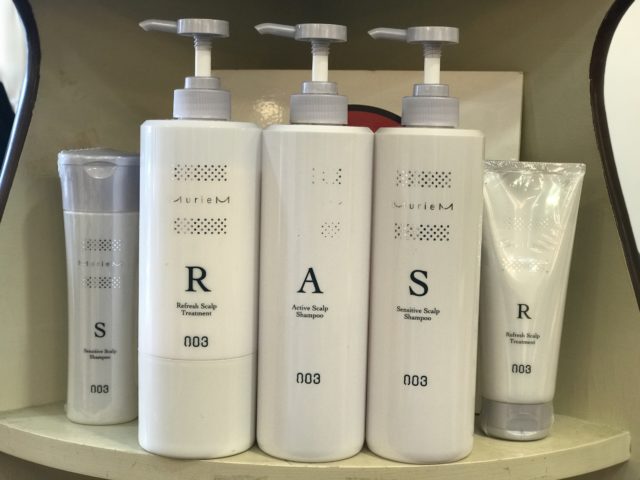 S
Sensitive Scalp
Shampoo
003
MurieM
R
Refresh Scalp
Treatment
003
A
Active Scalp
Shampoo
003
MurieM
S
Sensitive Scalp
Shampoo
003
R
Refresh Scalp
Treatment
003